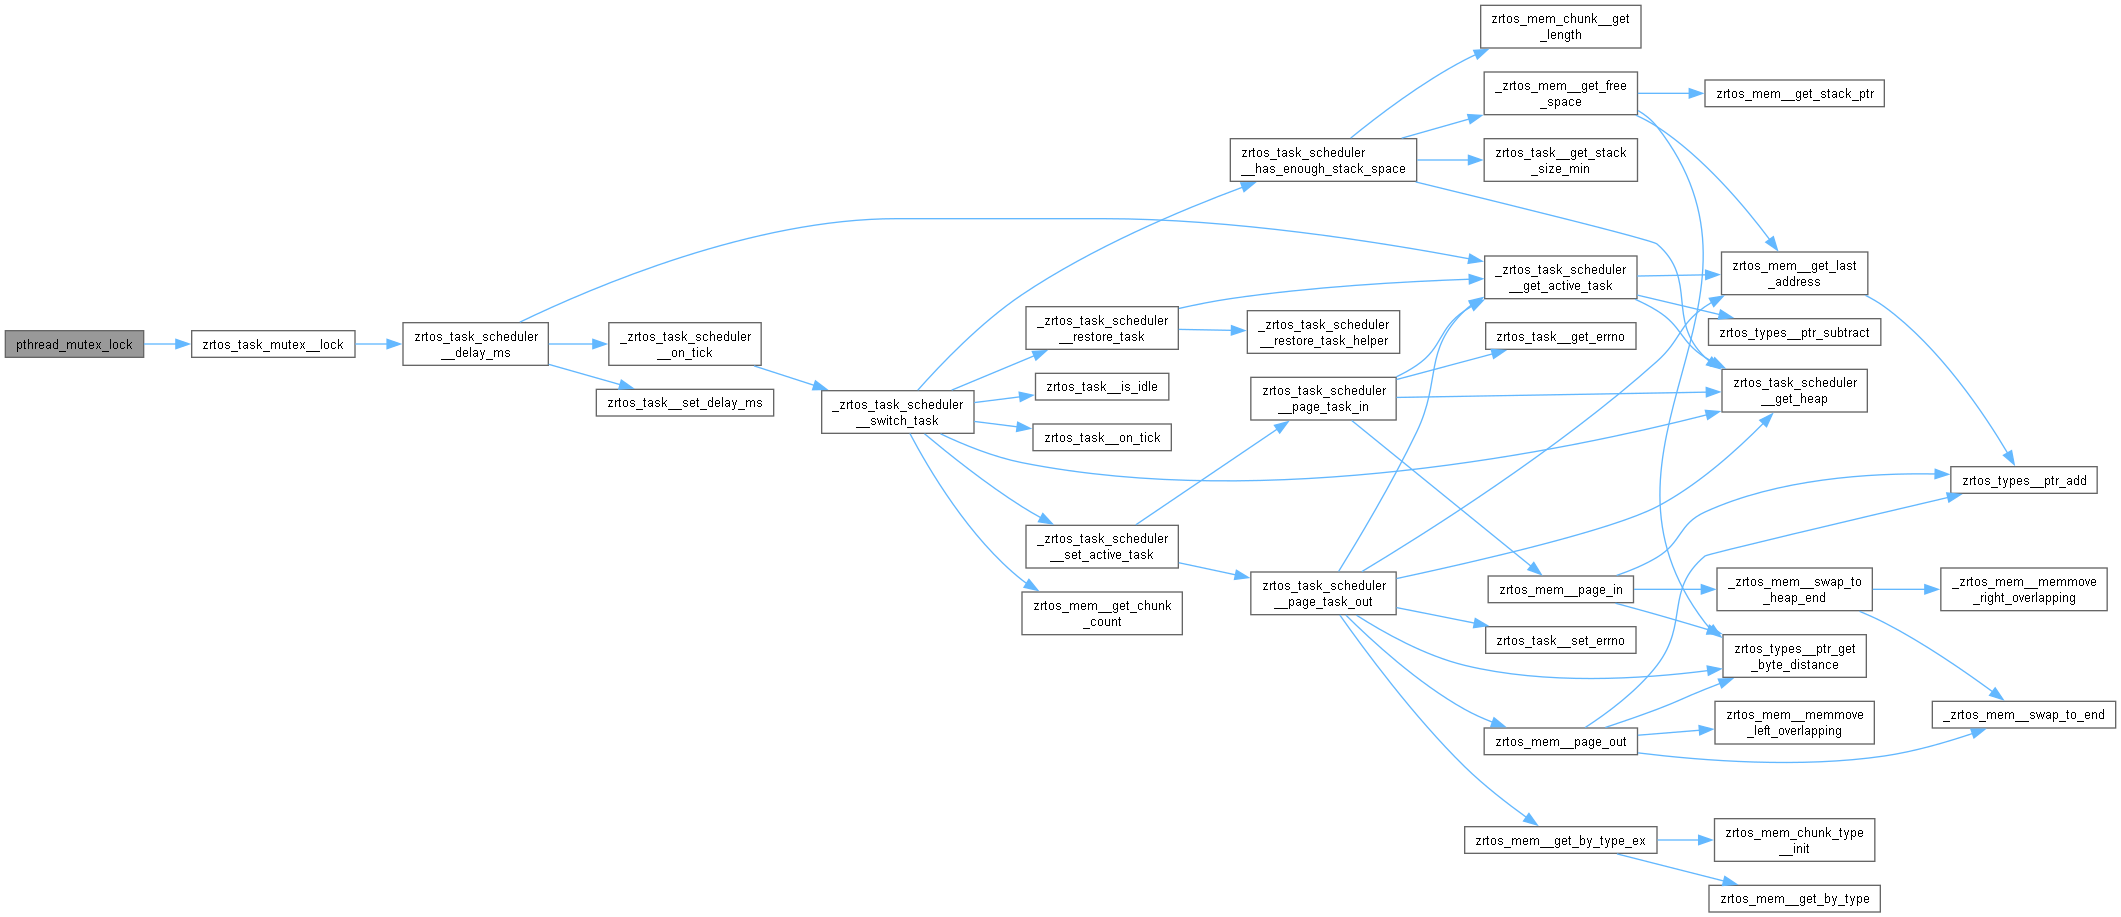 pthread_mutex_lock
zrtos_task_mutex__lock
zrtos_task_scheduler
__delay_ms
_zrtos_task_scheduler
__on_tick
zrtos_task__set_delay_ms
_zrtos_task_scheduler
__switch_task
zrtos_task_scheduler
__has_enough_stack_space
_zrtos_task_scheduler
__restore_task
zrtos_task__is_idle
zrtos_task__on_tick
_zrtos_task_scheduler
__set_active_task
zrtos_mem__get_chunk
_count
_zrtos_task_scheduler
__restore_task_helper
zrtos_task_scheduler
__page_task_in
zrtos_task_scheduler
__page_task_out
zrtos_mem_chunk__get
_length
_zrtos_mem__get_free
_space
zrtos_task__get_stack
_size_min
_zrtos_task_scheduler
__get_active_task
zrtos_task__get_errno
zrtos_mem__page_in
zrtos_task__set_errno
zrtos_mem__page_out
zrtos_mem__get_by_type_ex
zrtos_mem__get_stack_ptr
zrtos_mem__get_last
_address
zrtos_types__ptr_subtract
zrtos_task_scheduler
__get_heap
_zrtos_mem__swap_to
_heap_end
zrtos_types__ptr_get
_byte_distance
zrtos_mem__memmove
_left_overlapping
zrtos_mem_chunk_type
__init
zrtos_mem__get_by_type
zrtos_types__ptr_add
_zrtos_mem__memmove
_right_overlapping
_zrtos_mem__swap_to_end